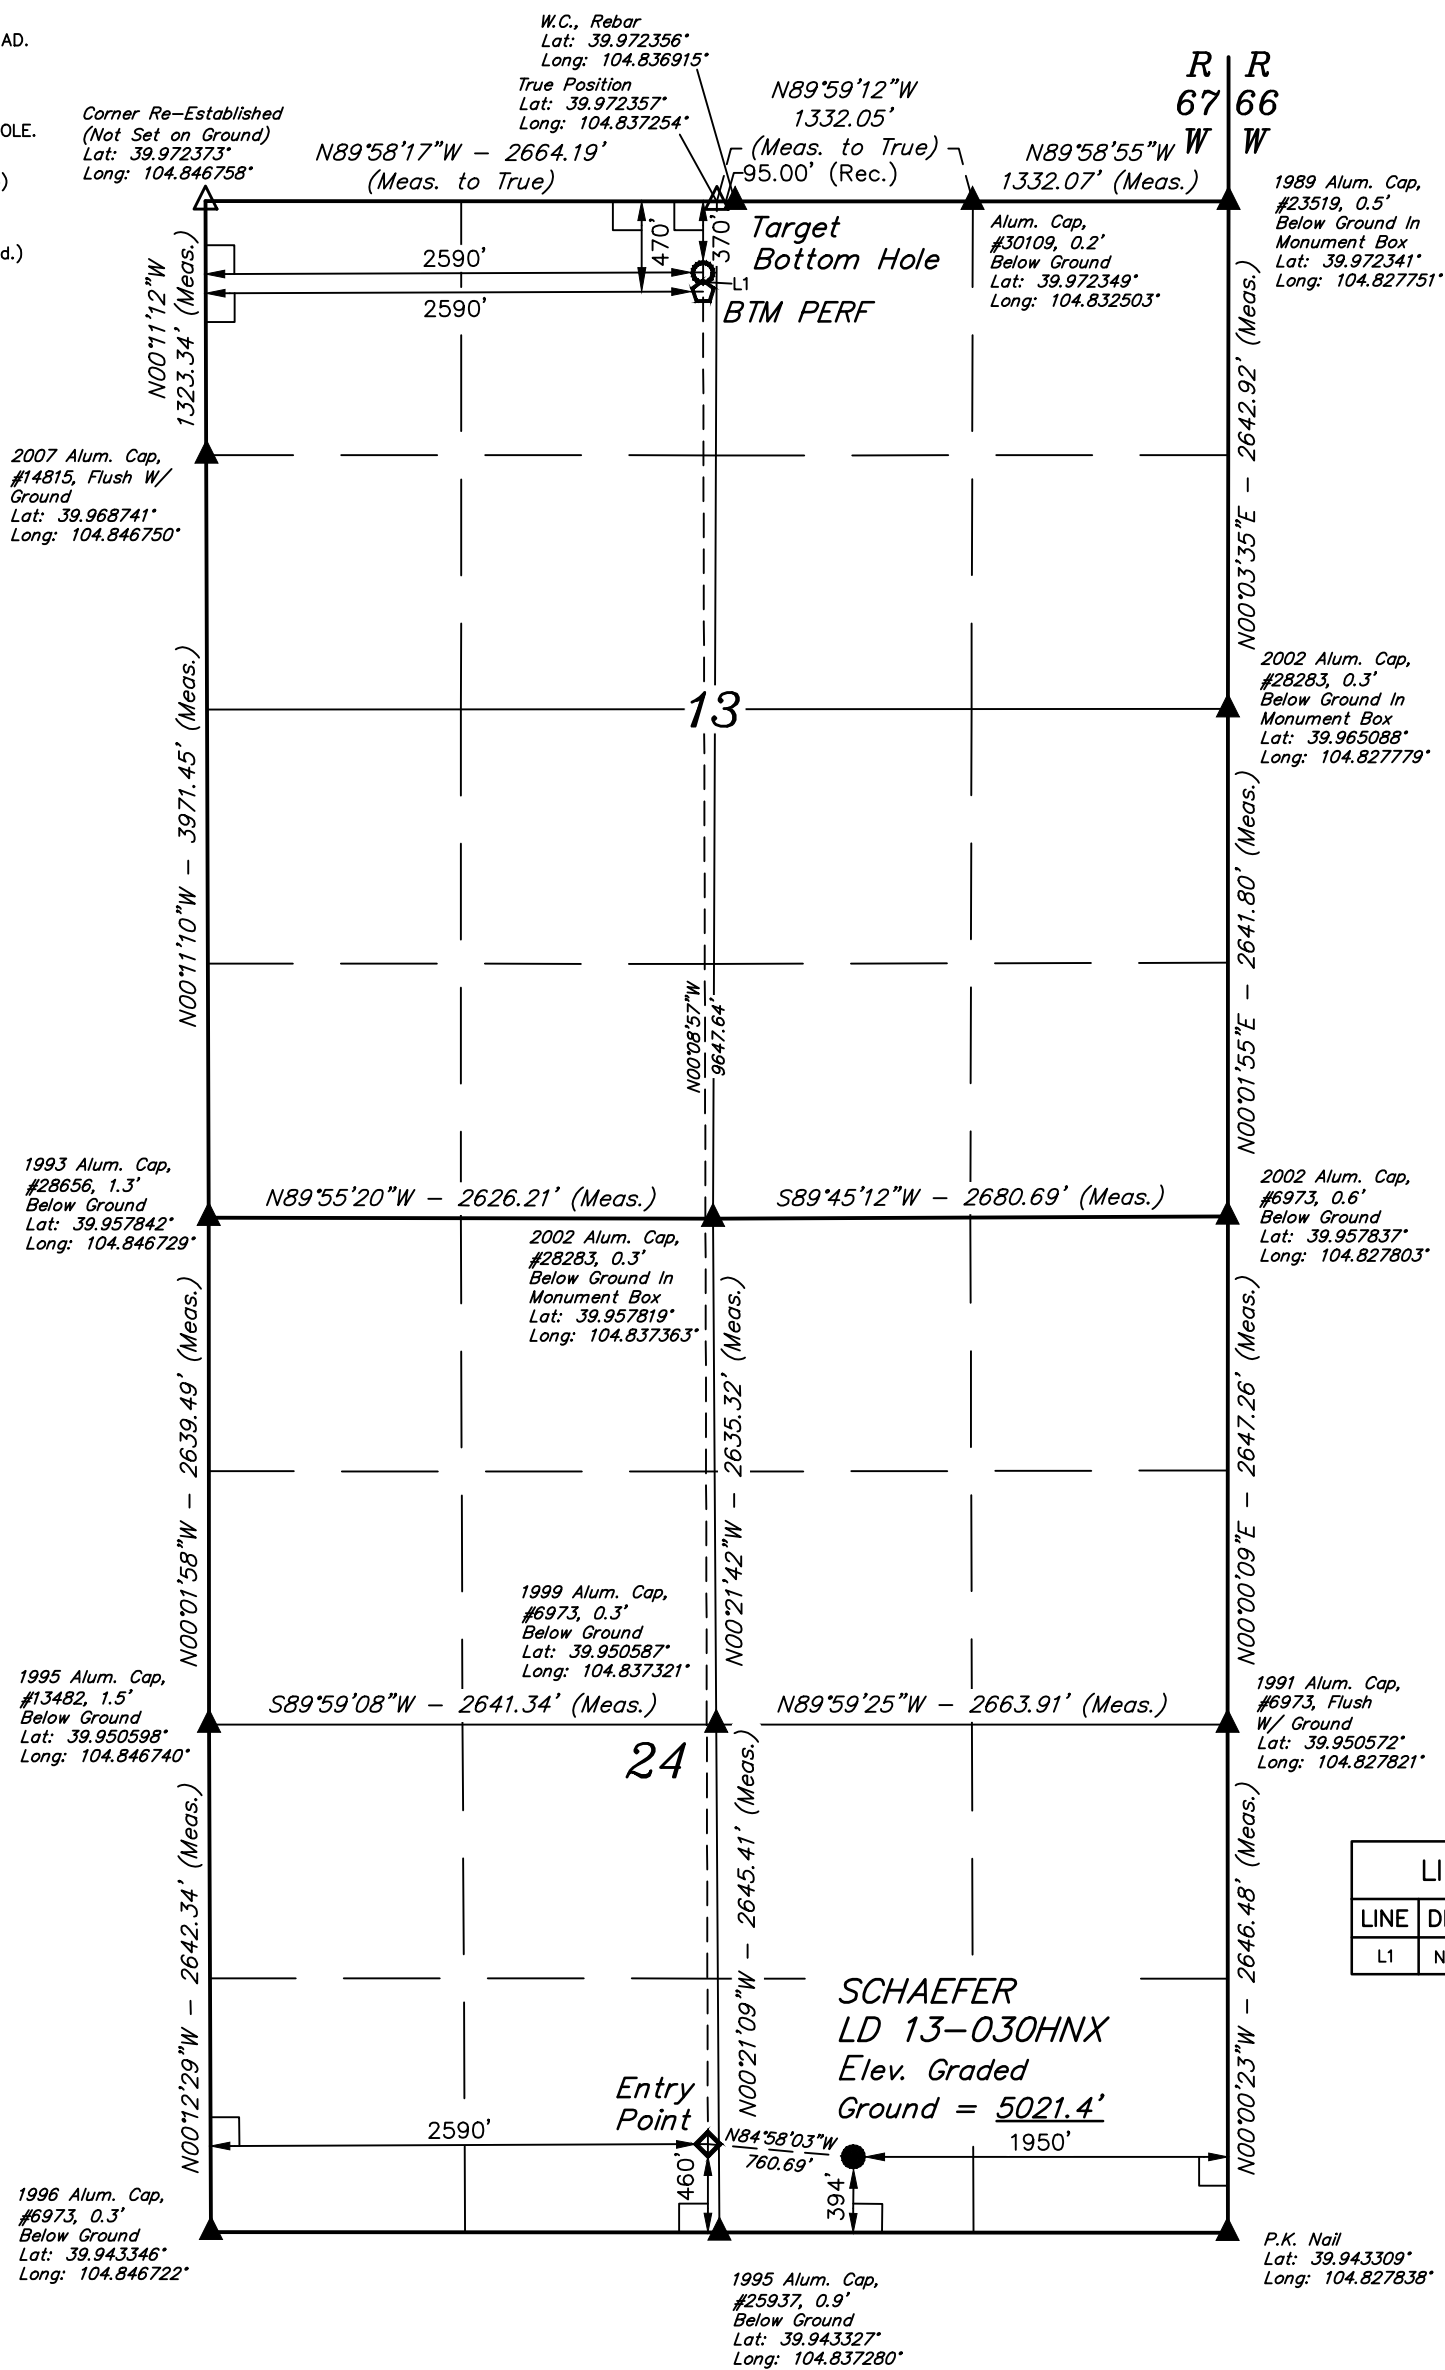 AD.
OLE.
)
d.)
W.C., Rebar
Lat: 39.972356°
Long: 104.836915°
True Position
Lat: 39.972357°
Long: 104.837254°
R R
67 66
W W
Corner Re-Established
(Not Set on Ground)
Lat: 39.972373°
Long: 104.846758°
N89°58'17"W - 2664.19'
(Meas. to True)
N89°59'12"W
1332.05'
(Meas. to True)
95.00' (Rec.)
N89°58'55"W
1332.07' (Meas.)
1989 Alum. Cap,
#23519, 0.5'
Below Ground In
Monument Box
Lat: 39.972341°
Long: 104.827751°
Alum. Cap,
#30109, 0.2'
Below Ground
Lat: 39.972349°
Long: 104.832503°
Target
Bottom Hole
BTM PERF
L1
470'
370'
2590'
2590'
N00°11'12"W
1323.34' (Meas.)
N00°03'35"E - 2642.92' (Meas.)
2007 Alum. Cap,
#14815, Flush W/
Ground
Lat: 39.968741°
Long: 104.846750°
2002 Alum. Cap,
#28283, 0.3'
Below Ground In
Monument Box
Lat: 39.965088°
Long: 104.827779°
13
N00°11'10"W - 3971.45' (Meas.)
N00°08'57"W
9647.64'
N00°01'55"E - 2641.80' (Meas.)
1993 Alum. Cap,
#28656, 1.3'
Below Ground
Lat: 39.957842°
Long: 104.846729°
N89°55'20"W - 2626.21' (Meas.)
S89°45'12"W - 2680.69' (Meas.)
2002 Alum. Cap,
#6973, 0.6'
Below Ground
Lat: 39.957837°
Long: 104.827803°
2002 Alum. Cap,
#28283, 0.3'
Below Ground In
Monument Box
Lat: 39.957819°
Long: 104.837363°
N00°01'58"W - 2639.49' (Meas.)
N00°21'42"W - 2635.32' (Meas.)
N00°00'09"E - 2647.26' (Meas.)
1999 Alum. Cap,
#6973, 0.3'
Below Ground
Lat: 39.950587°
Long: 104.837321°
1995 Alum. Cap,
#13482, 1.5'
Below Ground
Lat: 39.950598°
Long: 104.846740°
S89°59'08"W - 2641.34' (Meas.)
N89°59'25"W - 2663.91' (Meas.)
1991 Alum. Cap,
#6973, Flush
W/ Ground
Lat: 39.950572°
Long: 104.827821°
24
N00°12'29"W - 2642.34' (Meas.)
N00°21'09"W - 2645.41' (Meas.)
N00°00'23"W - 2646.48' (Meas.)
LI
LINE DI
L1 N
SCHAEFER
LD 13-030HNX
Elev. Graded
Ground = 5021.4'
Entry
Point
2590'
N84°58'03"W
760.69'
1950'
460'
394'
1996 Alum. Cap,
#6973, 0.3'
Below Ground
Lat: 39.943346°
Long: 104.846722°
P.K. Nail
Lat: 39.943309°
Long: 104.827838°
1995 Alum. Cap,
#25937, 0.9'
Below Ground
Lat: 39.943327°
Long: 104.837280°